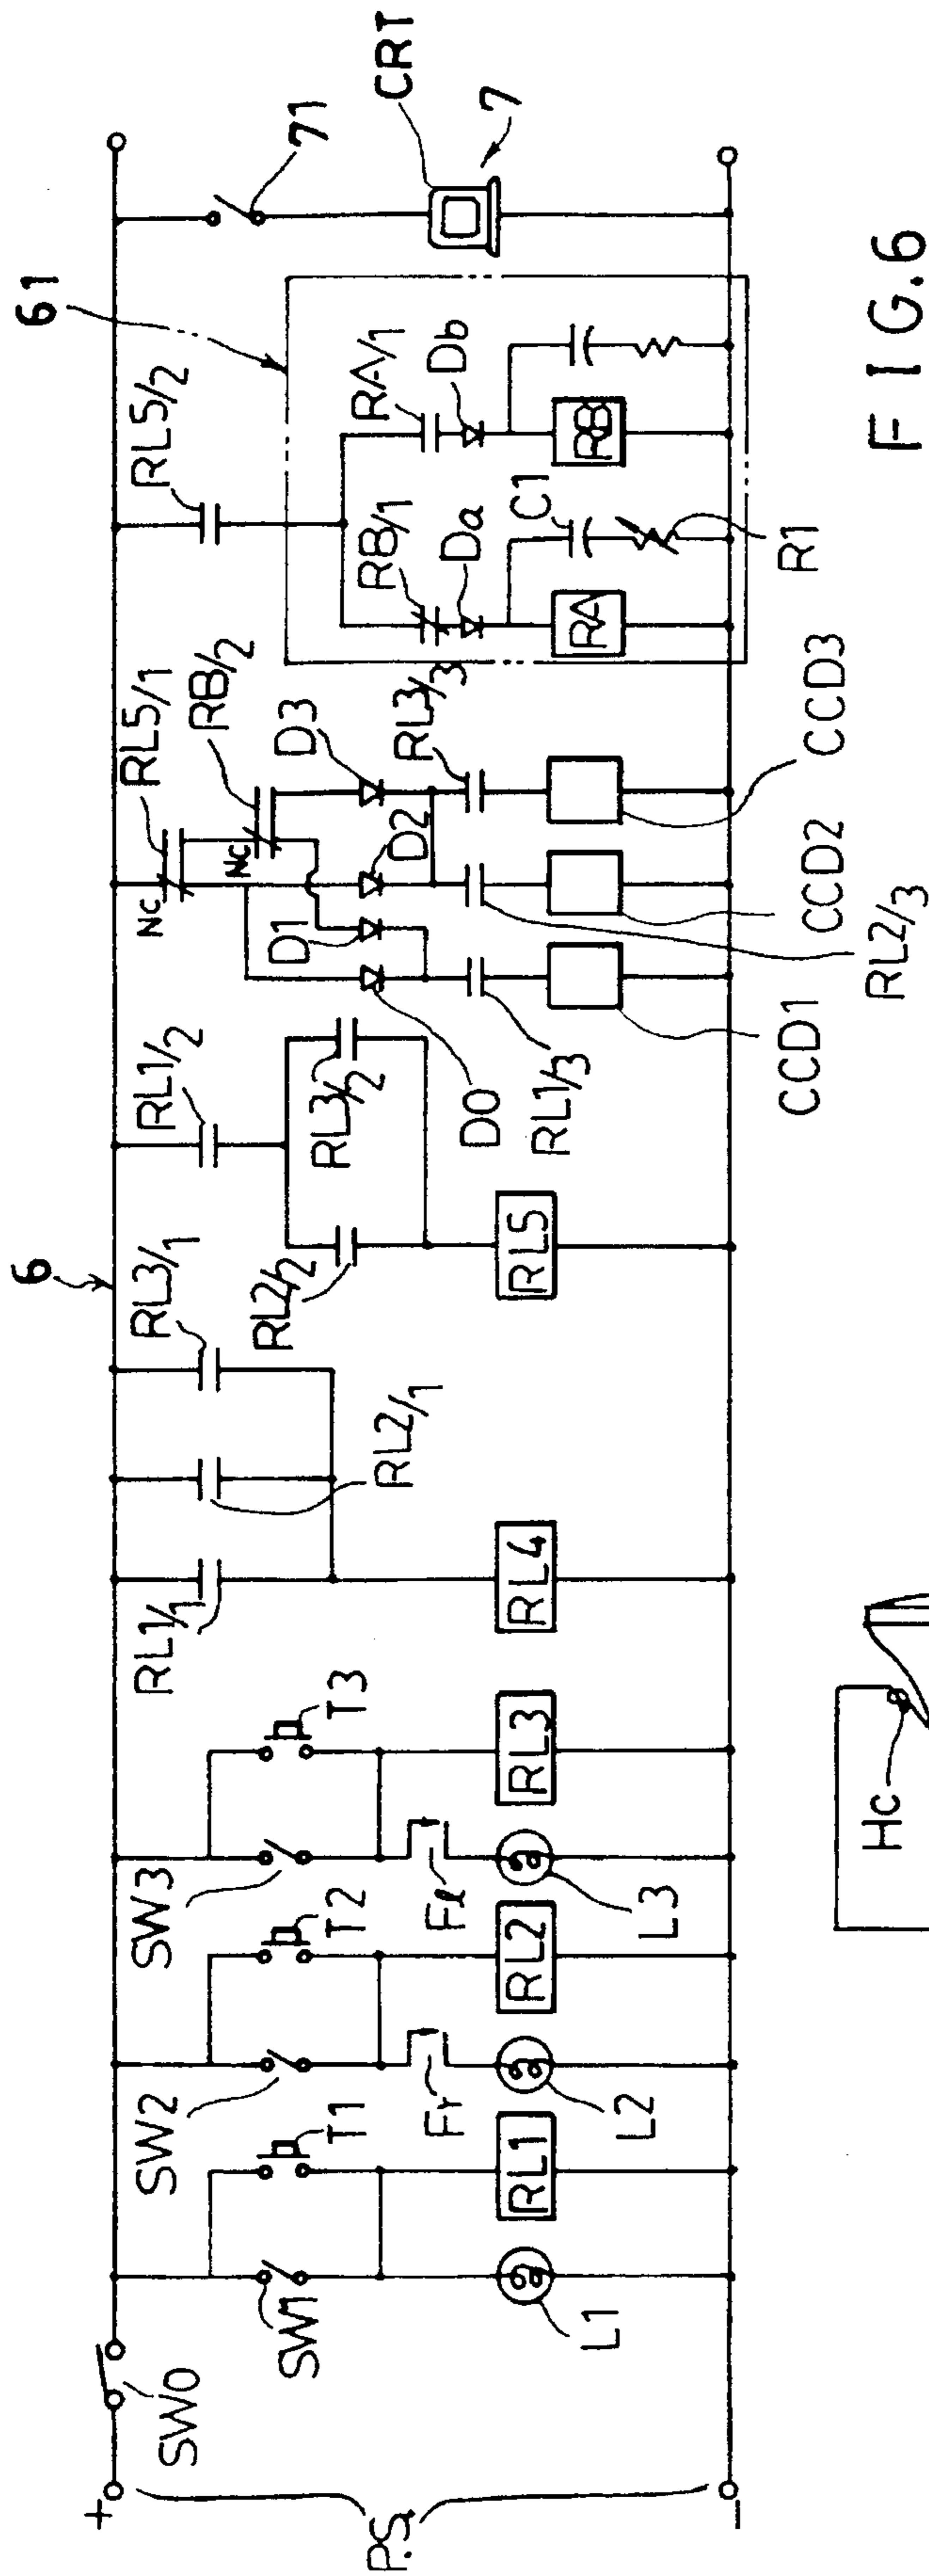 +
P.S.
-
SW0
SW1
T1
L1
RL1
SW2
T2
Fr
L2
RL2
SW3
T3
Fl
L3
RL3
RL1/1
RL2/1
RL3/1
RL4
6
RL1/2
RL2/2
RL3/2
RL5
RL5/1
NC
RB/2
NC
D0
D1
D2
D3
RL1/3
RL2/3
RL3/3
CCD1
CCD2
CCD3
RL5/2
61
RB/1
RA/1
Da
Db
RA
C1
R1
RB
71
CRT
7
FIG.6
Hc